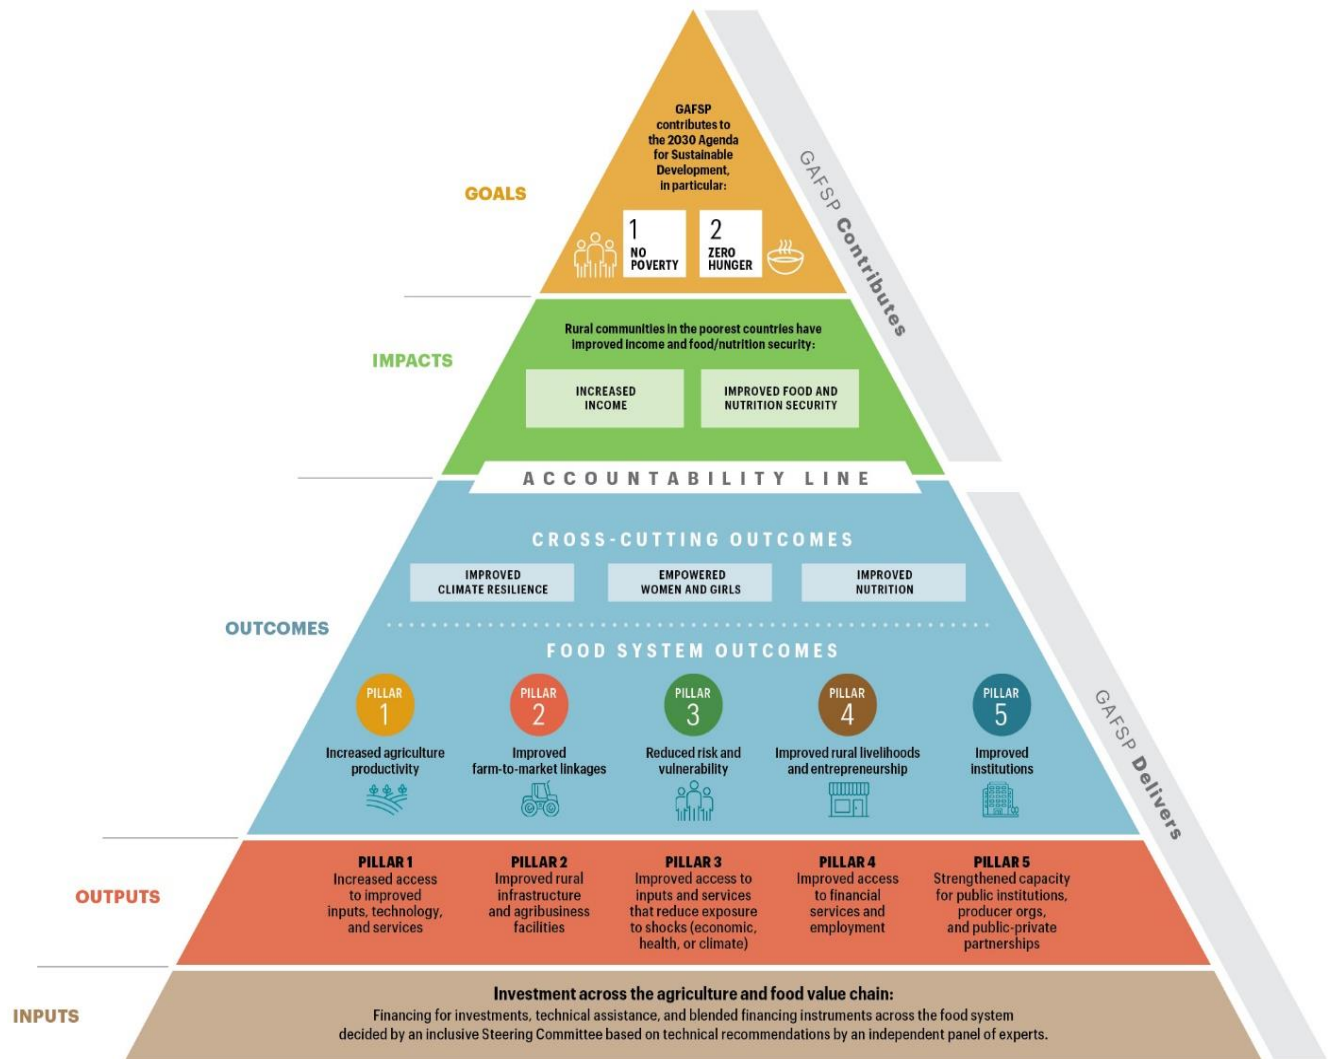 GAFSP
contributes to
the 2030 Agenda
for Sustainable
Development,
in particular:
GOALS
1
NO
POVERTY
2
ZERO
HUNGER
GAFSP Contributes
IMPACTS
Rural communities in the poorest countries have
improved income and food/nutrition security:
INCREASED
INCOME
IMPROVED FOOD AND
NUTRITION SECURITY
ACCOUNTABILITY LINE
OUTCOMES
CROSS-CUTTING OUTCOMES
IMPROVED
CLIMATE RESILIENCE
EMPOWERED
WOMEN AND GIRLS
IMPROVED
NUTRITION
FOOD SYSTEM OUTCOMES
PILLAR
1
Increased agriculture
productivity
PILLAR
2
Improved
farm-to-market linkages
PILLAR
3
Reduced risk and
vulnerability
PILLAR
4
Improved rural livelihoods
and entrepreneurship
PILLAR
5
Improved
institutions
GAFSP Delivers
OUTPUTS
PILLAR 1
Increased access
to improved
inputs, technology,
and services
PILLAR 2
Improved rural
infrastructure
and agribusiness
facilities
PILLAR 3
Improved access to
inputs and services
that reduce exposure
to shocks (economic,
health, or climate)
PILLAR 4
Improved access
to financial
services and
employment
PILLAR 5
Strengthened capacity
for public institutions,
producer orgs,
and public-private
partnerships
INPUTS
Investment across the agriculture and food value chain:
Financing for investments, technical assistance, and blended financing instruments across the food system
decided by an inclusive Steering Committee based on technical recommendations by an independent panel of experts.